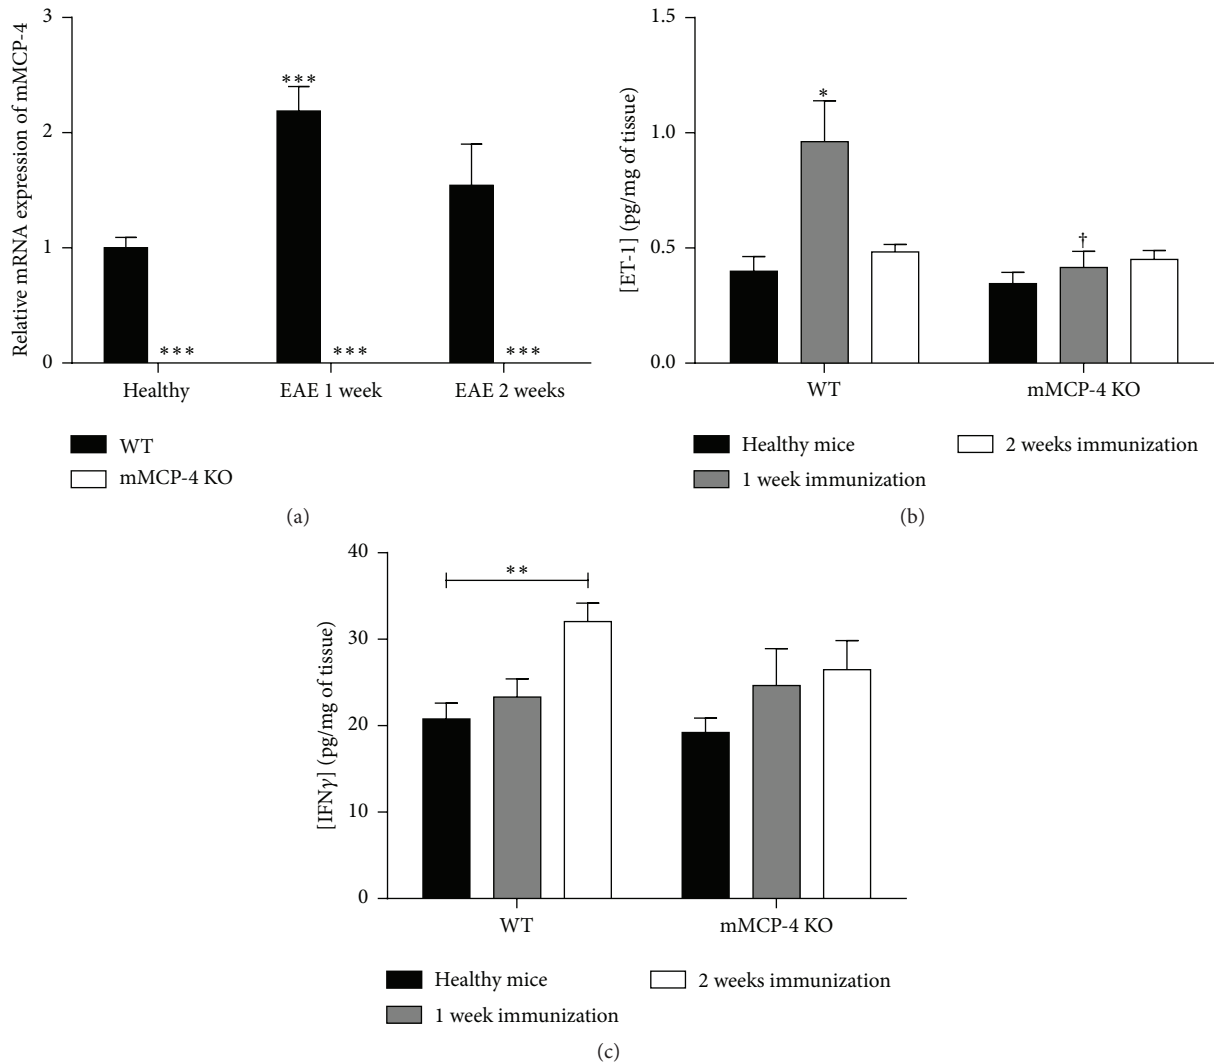 Relative mRNA expression of mMCP-4
3
2
1
0
***
***
***
***
Healthy
EAE 1 week
EAE 2 weeks
WT
mMCP-4 KO
(a)
[ET-1] (pg/mg of tissue)
1.5
1.0
0.5
0.0
*
†
WT
mMCP-4 KO
Healthy mice
1 week immunization
2 weeks immunization
(b)
[IFNγ] (pg/mg of tissue)
40
30
20
10
0
**
WT
mMCP-4 KO
Healthy mice
1 week immunization
2 weeks immunization
(c)